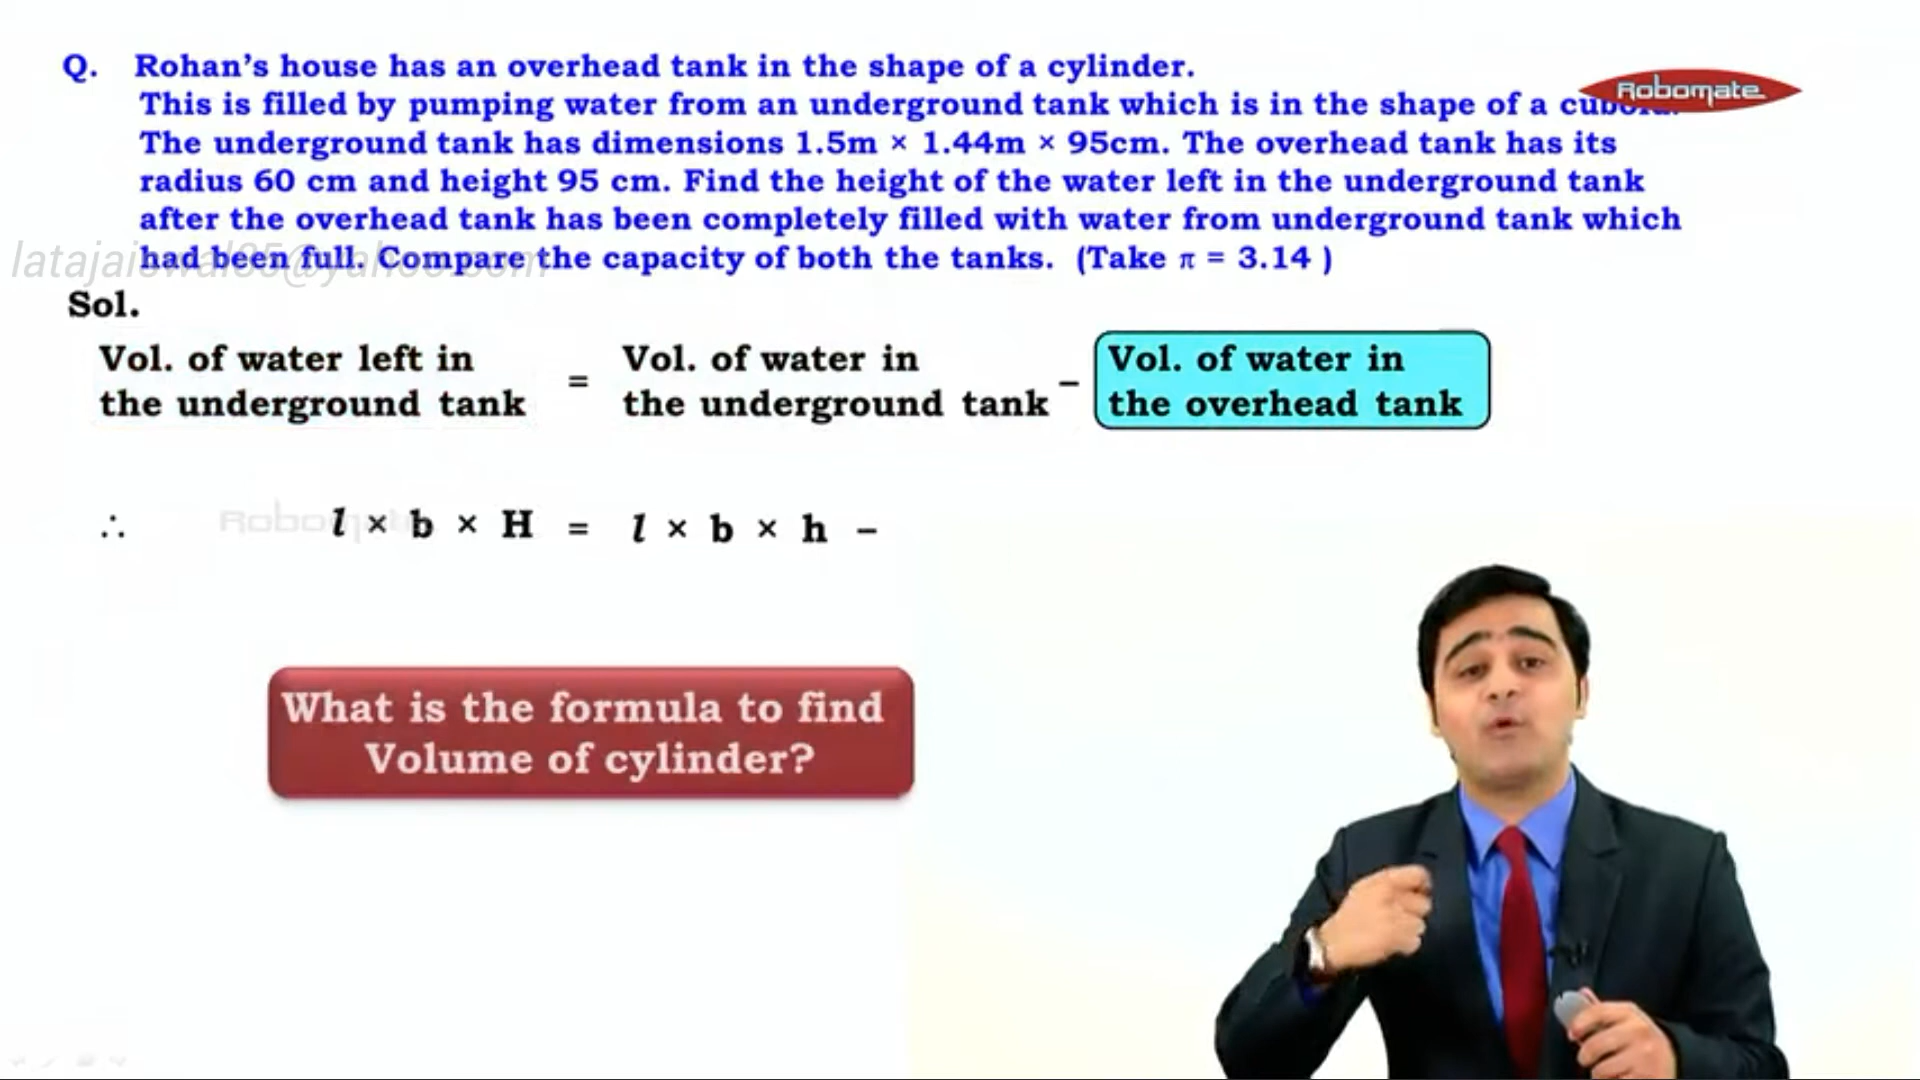 Q. Rohan's house has an overhead tank in the shape of a cylinder.
Robomate
This is filled by pumping water from an underground tank which is in the shape of a
The underground tank has dimensions 1.5m × 1.44m × 95cm. The overhead tank has its
radius 60 cm and height 95 cm. Find the height of the water left in the underground tank
after the overhead tank has been completely filled with water from underground tank which
had been full. Compare the capacity of both the tanks. (Take π = 3.14 )
Sol.
Vol. of water left in
the underground tank
=
Vol. of water in
the underground tank
–
Vol. of water in
the overhead tank
Robomate
∴ l × b × H = l × b × h –
What is the formula to find
Volume of cylinder?